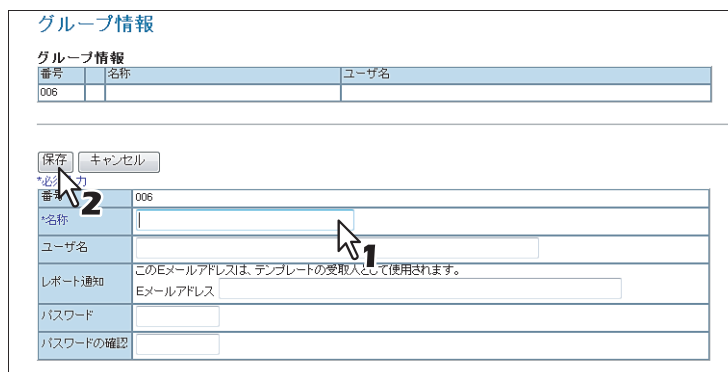 グループ情報
グループ情報
番号 名称 ユーザ名
006
保存 キャンセル
*必 力
番号 006
*名称
ユーザ名
レポート通知 このEメールアドレスは、テンプレートの受取人として使用されます。
Eメールアドレス
パスワード
パスワードの確認
1
2